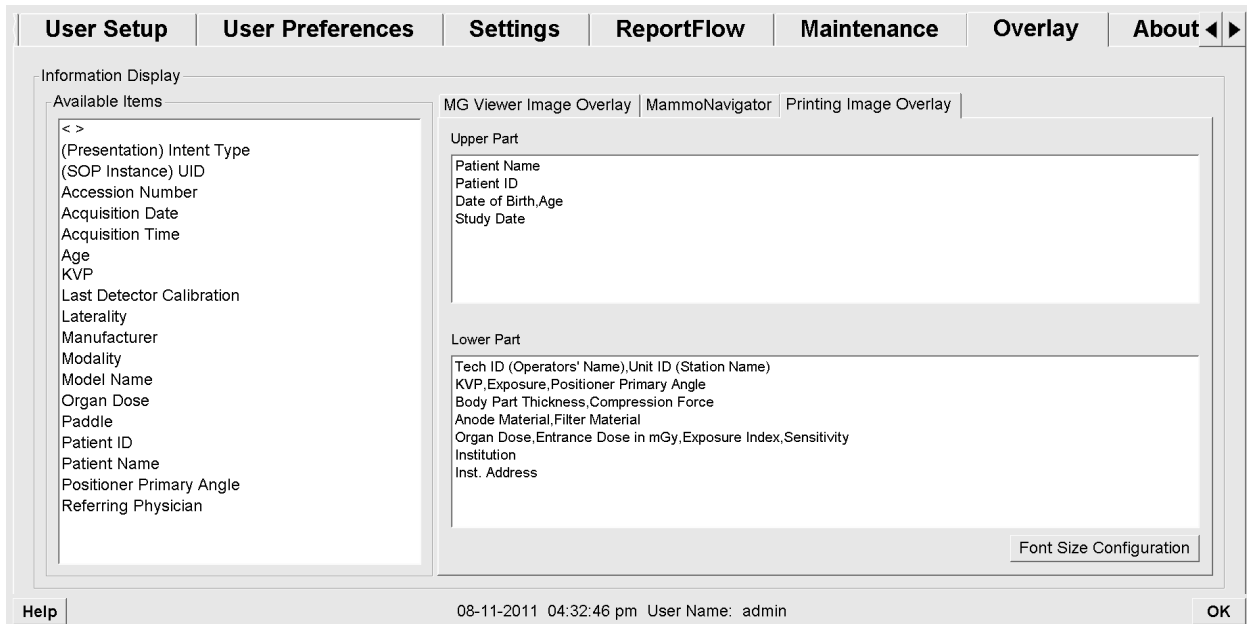 User Setup
User Preferences
Settings
ReportFlow
Maintenance
Overlay
About
Information Display
Available Items
< >
(Presentation) Intent Type
(SOP Instance) UID
Accession Number
Acquisition Date
Acquisition Time
Age
KVP
Last Detector Calibration
Laterality
Manufacturer
Modality
Model Name
Organ Dose
Paddle
Patient ID
Patient Name
Positioner Primary Angle
Referring Physician
MG Viewer Image Overlay
MammoNavigator
Printing Image Overlay
Upper Part
Patient Name
Patient ID
Date of Birth,Age
Study Date
Lower Part
Tech ID (Operators' Name),Unit ID (Station Name)
KVP,Exposure,Positioner Primary Angle
Body Part Thickness,Compression Force
Anode Material,Filter Material
Organ Dose,Entrance Dose in mGy,Exposure Index,Sensitivity
Institution
Inst. Address
Font Size Configuration
Help
08-11-2011 04:32:46 pm User Name: admin
OK